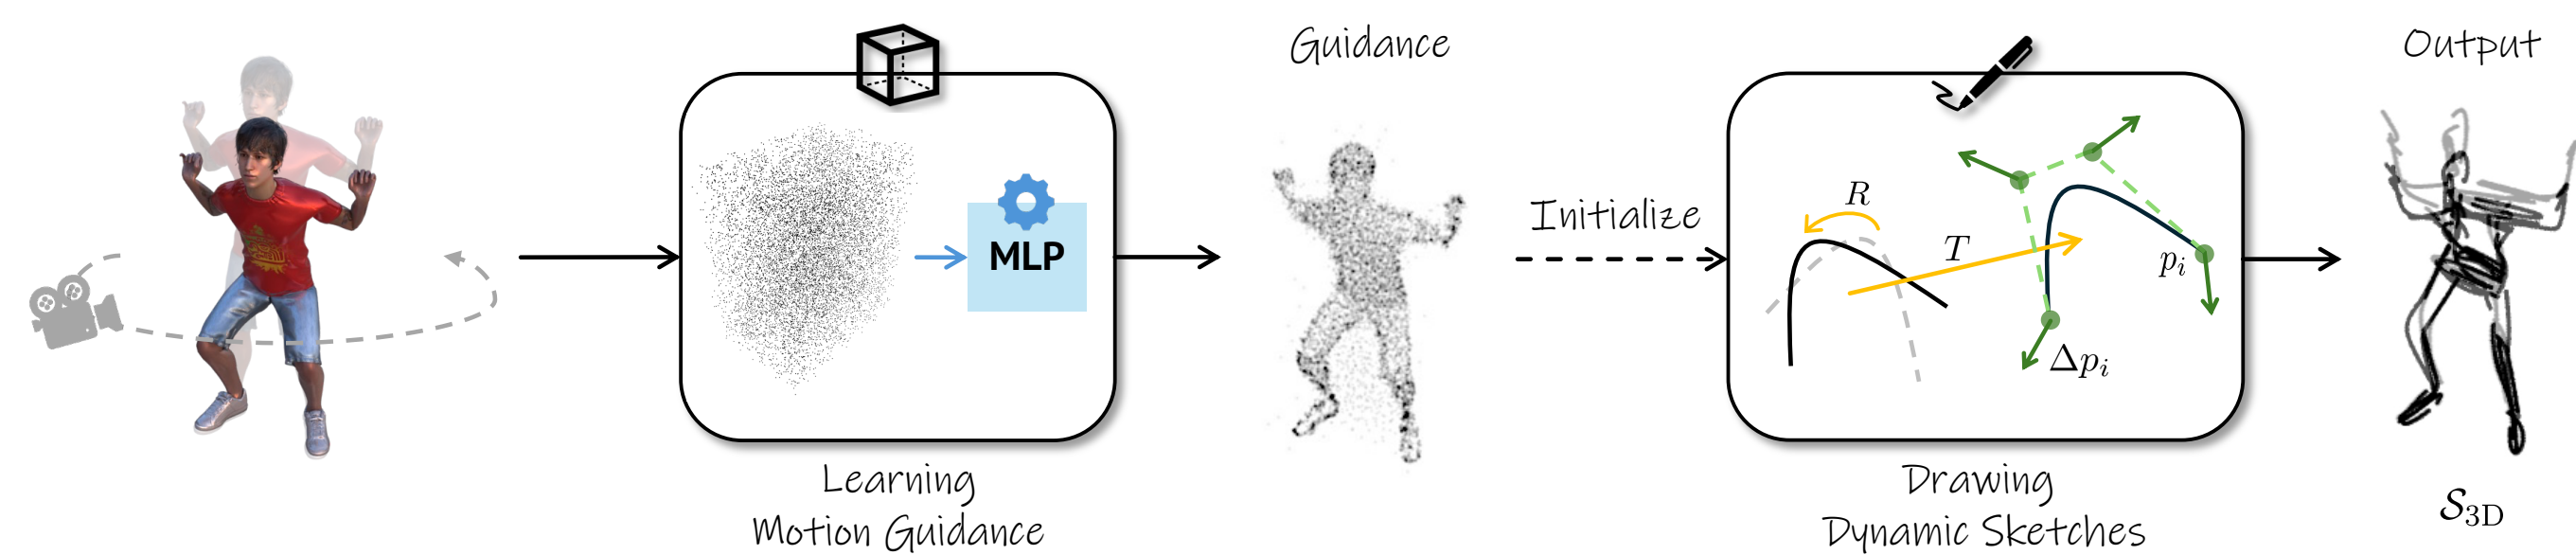 Guidance
Output
MLP
Initialize
R
T
p_i
Δp_i
Learning
Motion Guidance
Drawing
Dynamic Sketches
𝒮_3D